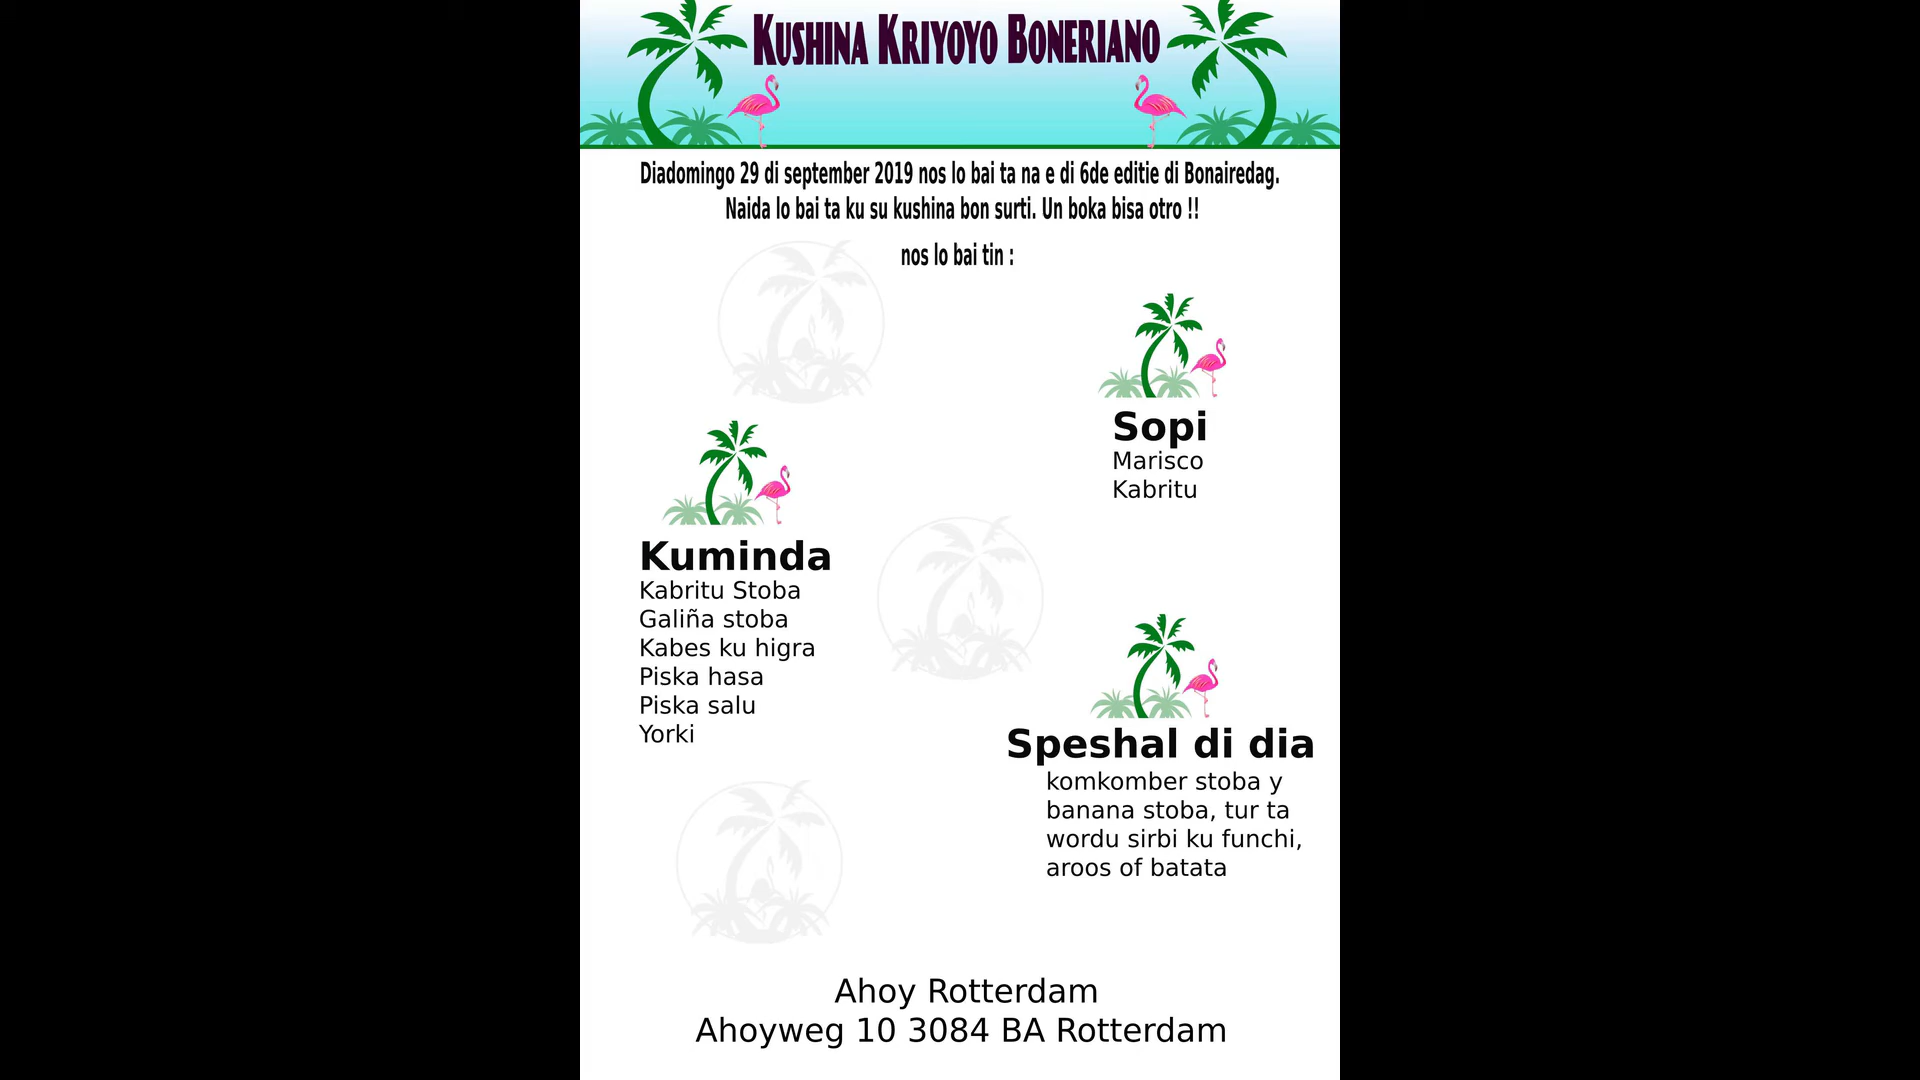 Kushina Kriyoyo Boneriano
Diadomingo 29 di september 2019 nos lo bai ta na e di 6de editie di Bonairedag.
Naida lo bai ta ku su kushina bon surti. Un boka bisa otro !!
nos lo bai tin :
Sopi
Marisco
Kabritu
Kuminda
Kabritu Stoba
Galiña stoba
Kabes ku higra
Piska hasa
Piska salu
Yorki
Speshal di dia
komkomber stoba y
banana stoba, tur ta
wordu sirbi ku funchi,
aroos of batata
Ahoy Rotterdam
Ahoyweg 10 3084 BA Rotterdam